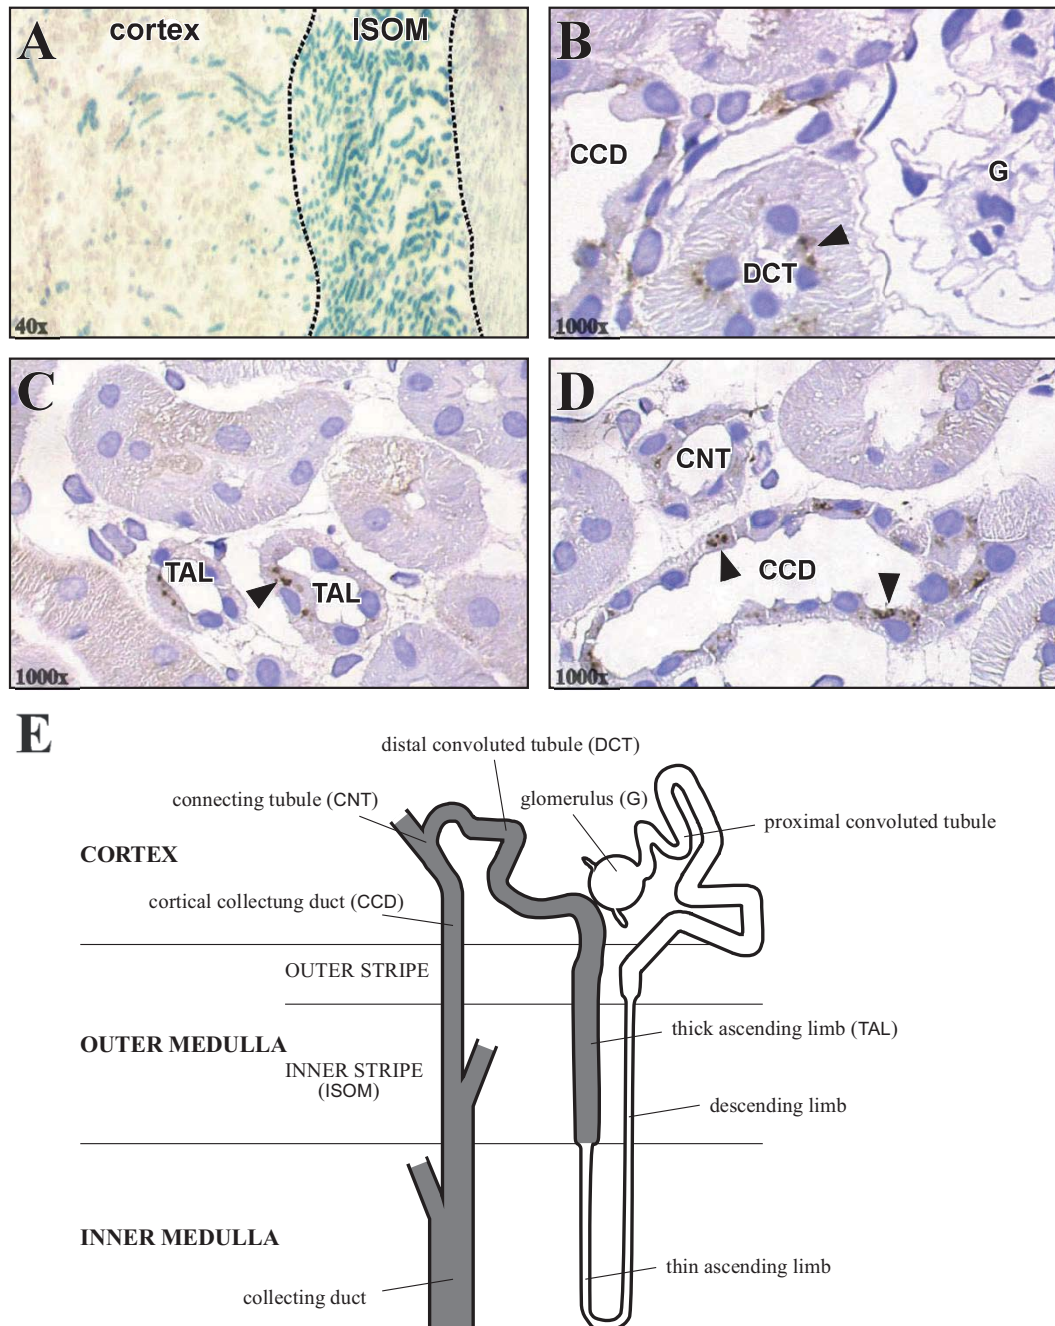 A
cortex
ISOM
40x
B
CCD
DCT
G
1000x
C
TAL
TAL
1000x
D
CNT
CCD
1000x
E
distal convoluted tubule (DCT)
connecting tubule (CNT)
glomerulus (G)
proximal convoluted tubule
CORTEX
cortical collectung duct (CCD)
OUTER STRIPE
thick ascending limb (TAL)
OUTER MEDULLA
INNER STRIPE
(ISOM)
descending limb
INNER MEDULLA
thin ascending limb
collecting duct